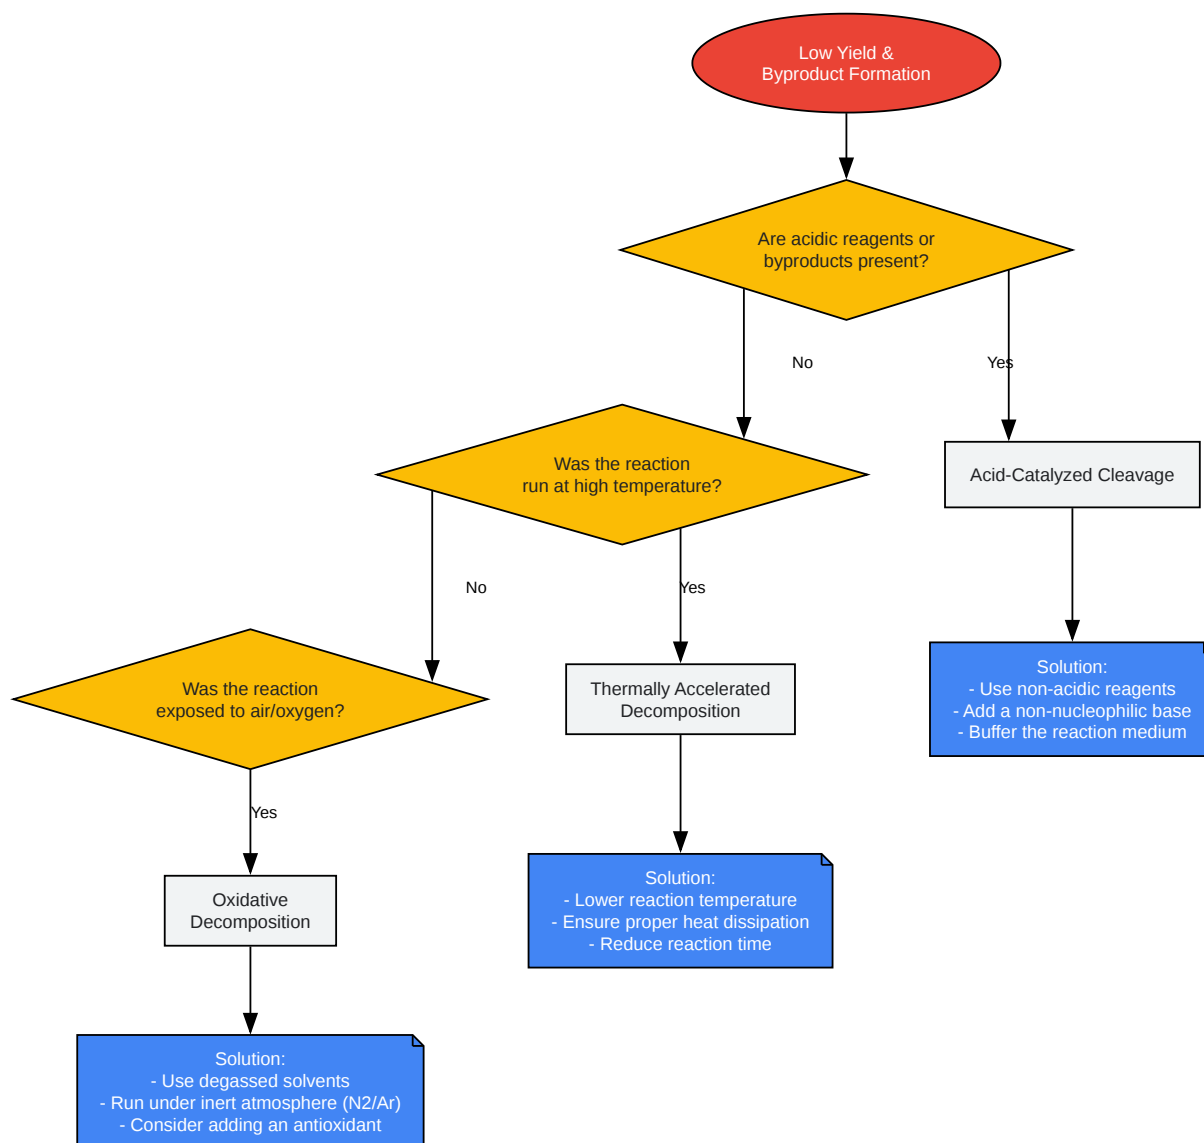 Low Yield &
Byproduct Formation
Are acidic reagents or
byproducts present?
No
Yes
Was the reaction
run at high temperature?
Acid-Catalyzed Cleavage
No
Yes
Solution:
- Use non-acidic reagents
- Add a non-nucleophilic base
- Buffer the reaction medium
Was the reaction
exposed to air/oxygen?
Thermally Accelerated
Decomposition
Yes
Solution:
- Lower reaction temperature
- Ensure proper heat dissipation
- Reduce reaction time
Oxidative
Decomposition
Solution:
- Use degassed solvents
- Run under inert atmosphere (N2/Ar)
- Consider adding an antioxidant